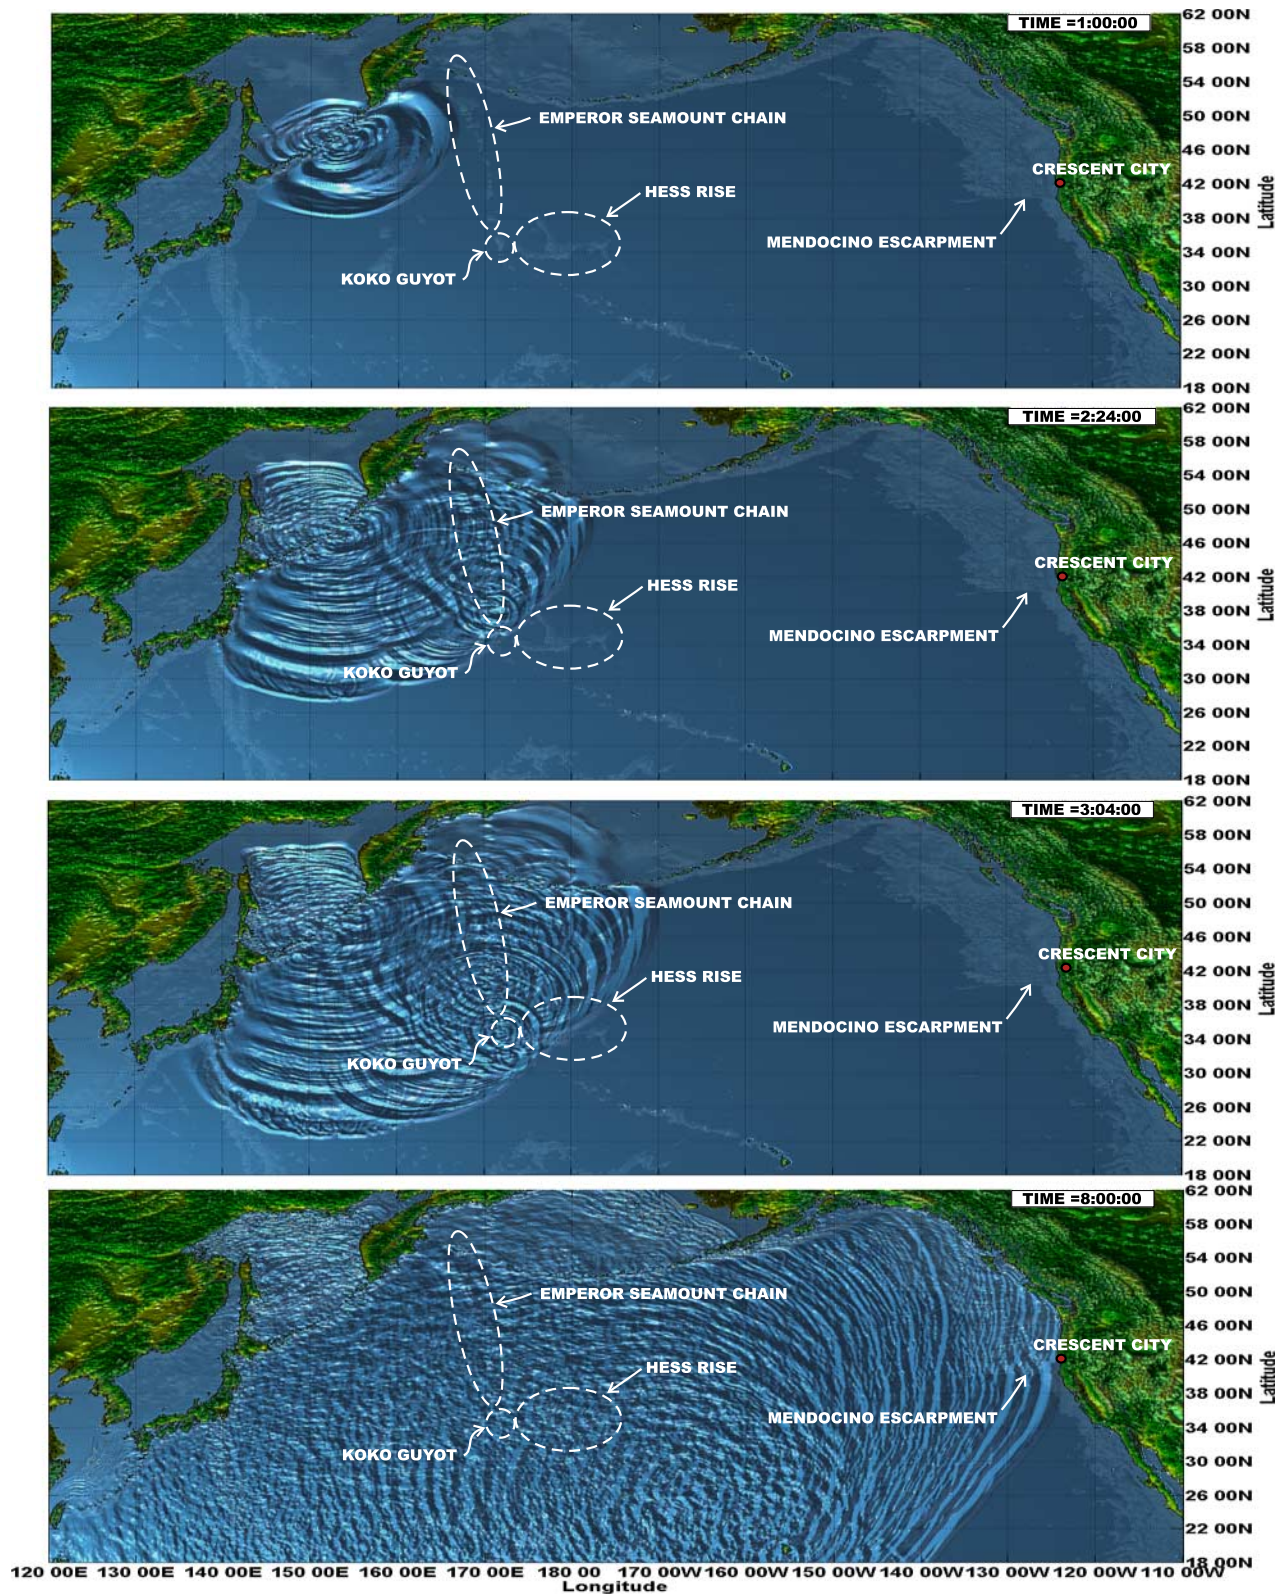 TIME =1:00:00
62 00N
58 00N
54 00N
EMPEROR SEAMOUNT CHAIN
50 00N
46 00N
CRESCENT CITY
42 00N
HESS RISE
Latitude
38 00N
MENDOCINO ESCARPMENT
34 00N
KOKO GUYOT
30 00N
26 00N
22 00N
18 00N
TIME =2:24:00
62 00N
58 00N
54 00N
EMPEROR SEAMOUNT CHAIN
50 00N
46 00N
CRESCENT CITY
42 00N
HESS RISE
Latitude
38 00N
MENDOCINO ESCARPMENT
34 00N
KOKO GUYOT
30 00N
26 00N
22 00N
18 00N
TIME =3:04:00
62 00N
58 00N
54 00N
EMPEROR SEAMOUNT CHAIN
50 00N
46 00N
CRESCENT CITY
42 00N
HESS RISE
Latitude
38 00N
MENDOCINO ESCARPMENT
34 00N
KOKO GUYOT
30 00N
26 00N
22 00N
18 00N
TIME =8:00:00
62 00N
58 00N
54 00N
EMPEROR SEAMOUNT CHAIN
50 00N
46 00N
CRESCENT CITY
42 00N
HESS RISE
Latitude
38 00N
MENDOCINO ESCARPMENT
34 00N
KOKO GUYOT
30 00N
26 00N
22 00N
18 00N
120 00E 130 00E 140 00E 150 00E 160 00E 170 00E 180 00 170 00W 160 00W 150 00W 140 00W 130 00W 120 00W 110 00W
Longitude